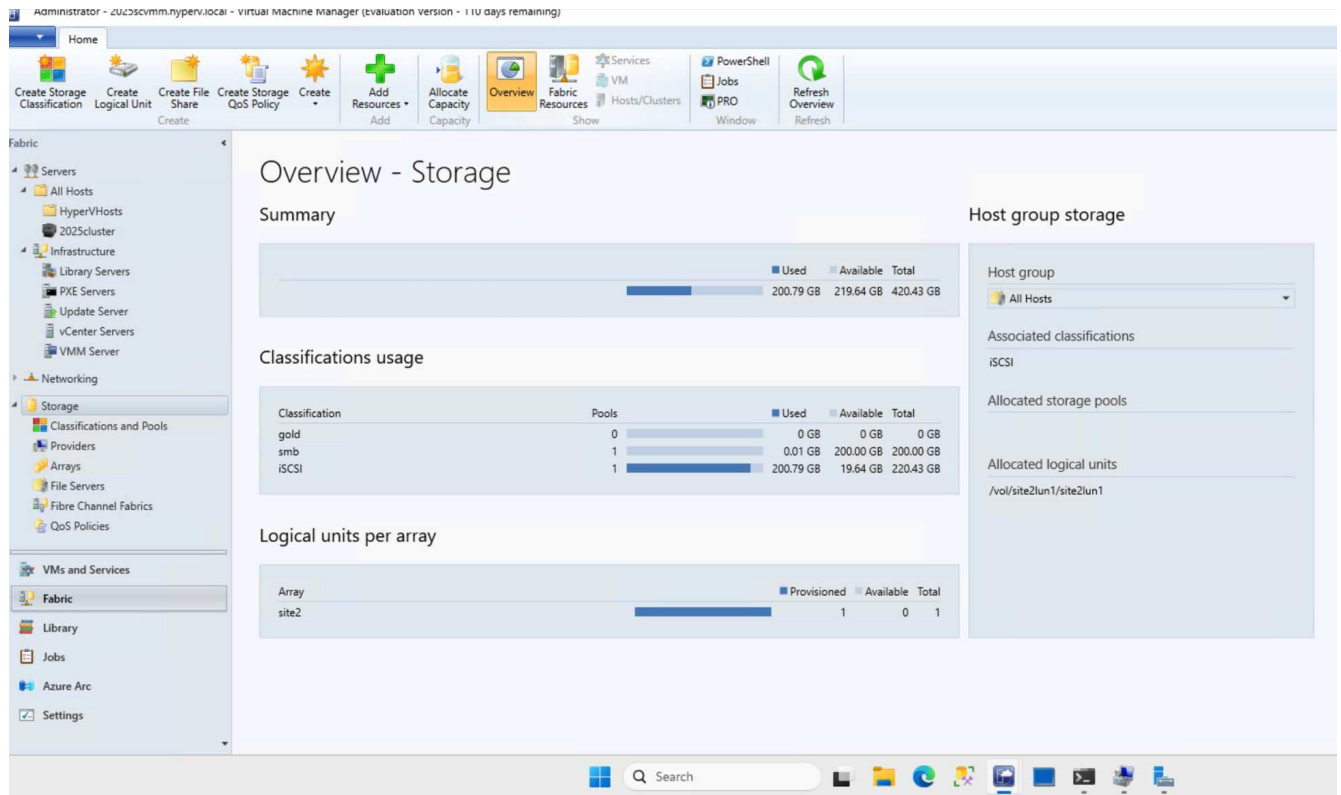 Administrator - 2025scvmm.hyperv.local - Virtual Machine Manager (Evaluation Version - 110 days remaining)
Home
Create Storage Classification
Create Logical Unit
Create File Share
Create Storage QoS Policy
Create
Create
Add Resources
Add
Allocate Capacity
Capacity
Overview
Fabric Resources
Services
VM
Hosts/Clusters
Show
PowerShell
Jobs
PRO
Window
Refresh Overview
Refresh
Fabric
Servers
All Hosts
HyperVHosts
2025cluster
Infrastructure
Library Servers
PXE Servers
Update Server
vCenter Servers
VMM Server
Networking
Storage
Classifications and Pools
Providers
Arrays
File Servers
Fibre Channel Fabrics
QoS Policies
VMs and Services
Fabric
Library
Jobs
Azure Arc
Settings
Overview - Storage
Summary
Used Available Total
200.79 GB 219.64 GB 420.43 GB
Classifications usage
Classification Pools Used Available Total
gold 0 0 GB 0 GB 0 GB
smb 1 0.01 GB 200.00 GB 200.00 GB
iSCSI 1 200.79 GB 19.64 GB 220.43 GB
Logical units per array
Array Provisioned Available Total
site2 1 0 1
Host group storage
Host group
All Hosts
Associated classifications
iSCSI
Allocated storage pools
Allocated logical units
/vol/site2lun1/site2lun1
Search